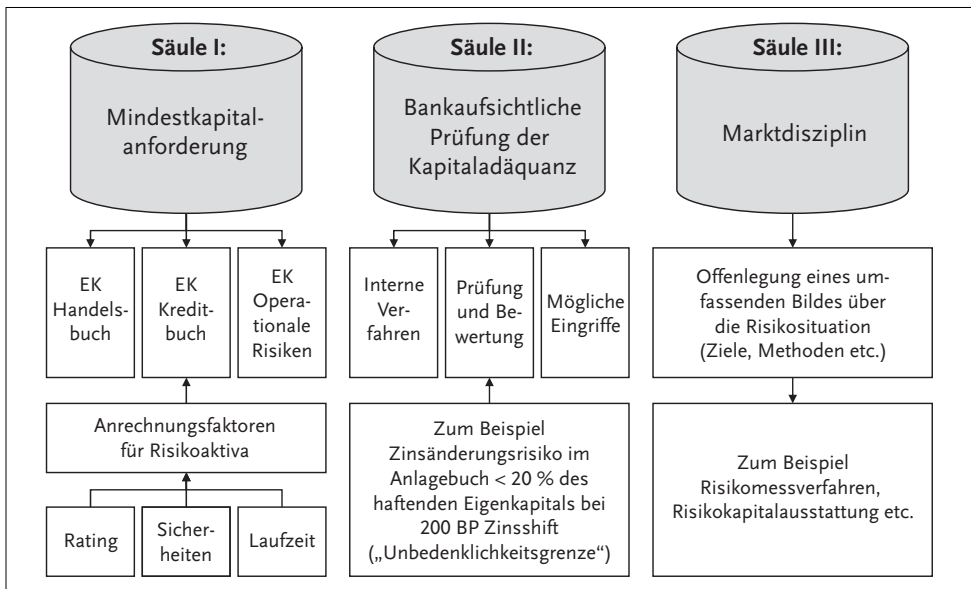 Säule I:
Mindestkapital-
anforderung
EK
Handels-
buch
EK
Kredit-
buch
EK
Opera-
tionale
Risiken
Anrechnungsfaktoren
für Risikoaktiva
Rating
Sicher-
heiten
Laufzeit
Säule II:
Bankaufsichtliche
Prüfung der
Kapitaladäquanz
Interne
Ver-
fahren
Prüfung
und Be-
wertung
Mögliche
Eingriffe
Zum Beispiel
Zinsänderungsrisiko im
Anlagebuch < 20 % des
haftenden Eigenkapitals bei
200 BP Zinsshift
(„Unbedenklichkeitsgrenze“)
Säule III:
Marktdisziplin
Offenlegung eines um-
fassenden Bildes über
die Risikosituation
(Ziele, Methoden etc.)
Zum Beispiel
Risikomessverfahren,
Risikokapitalausstattung etc.